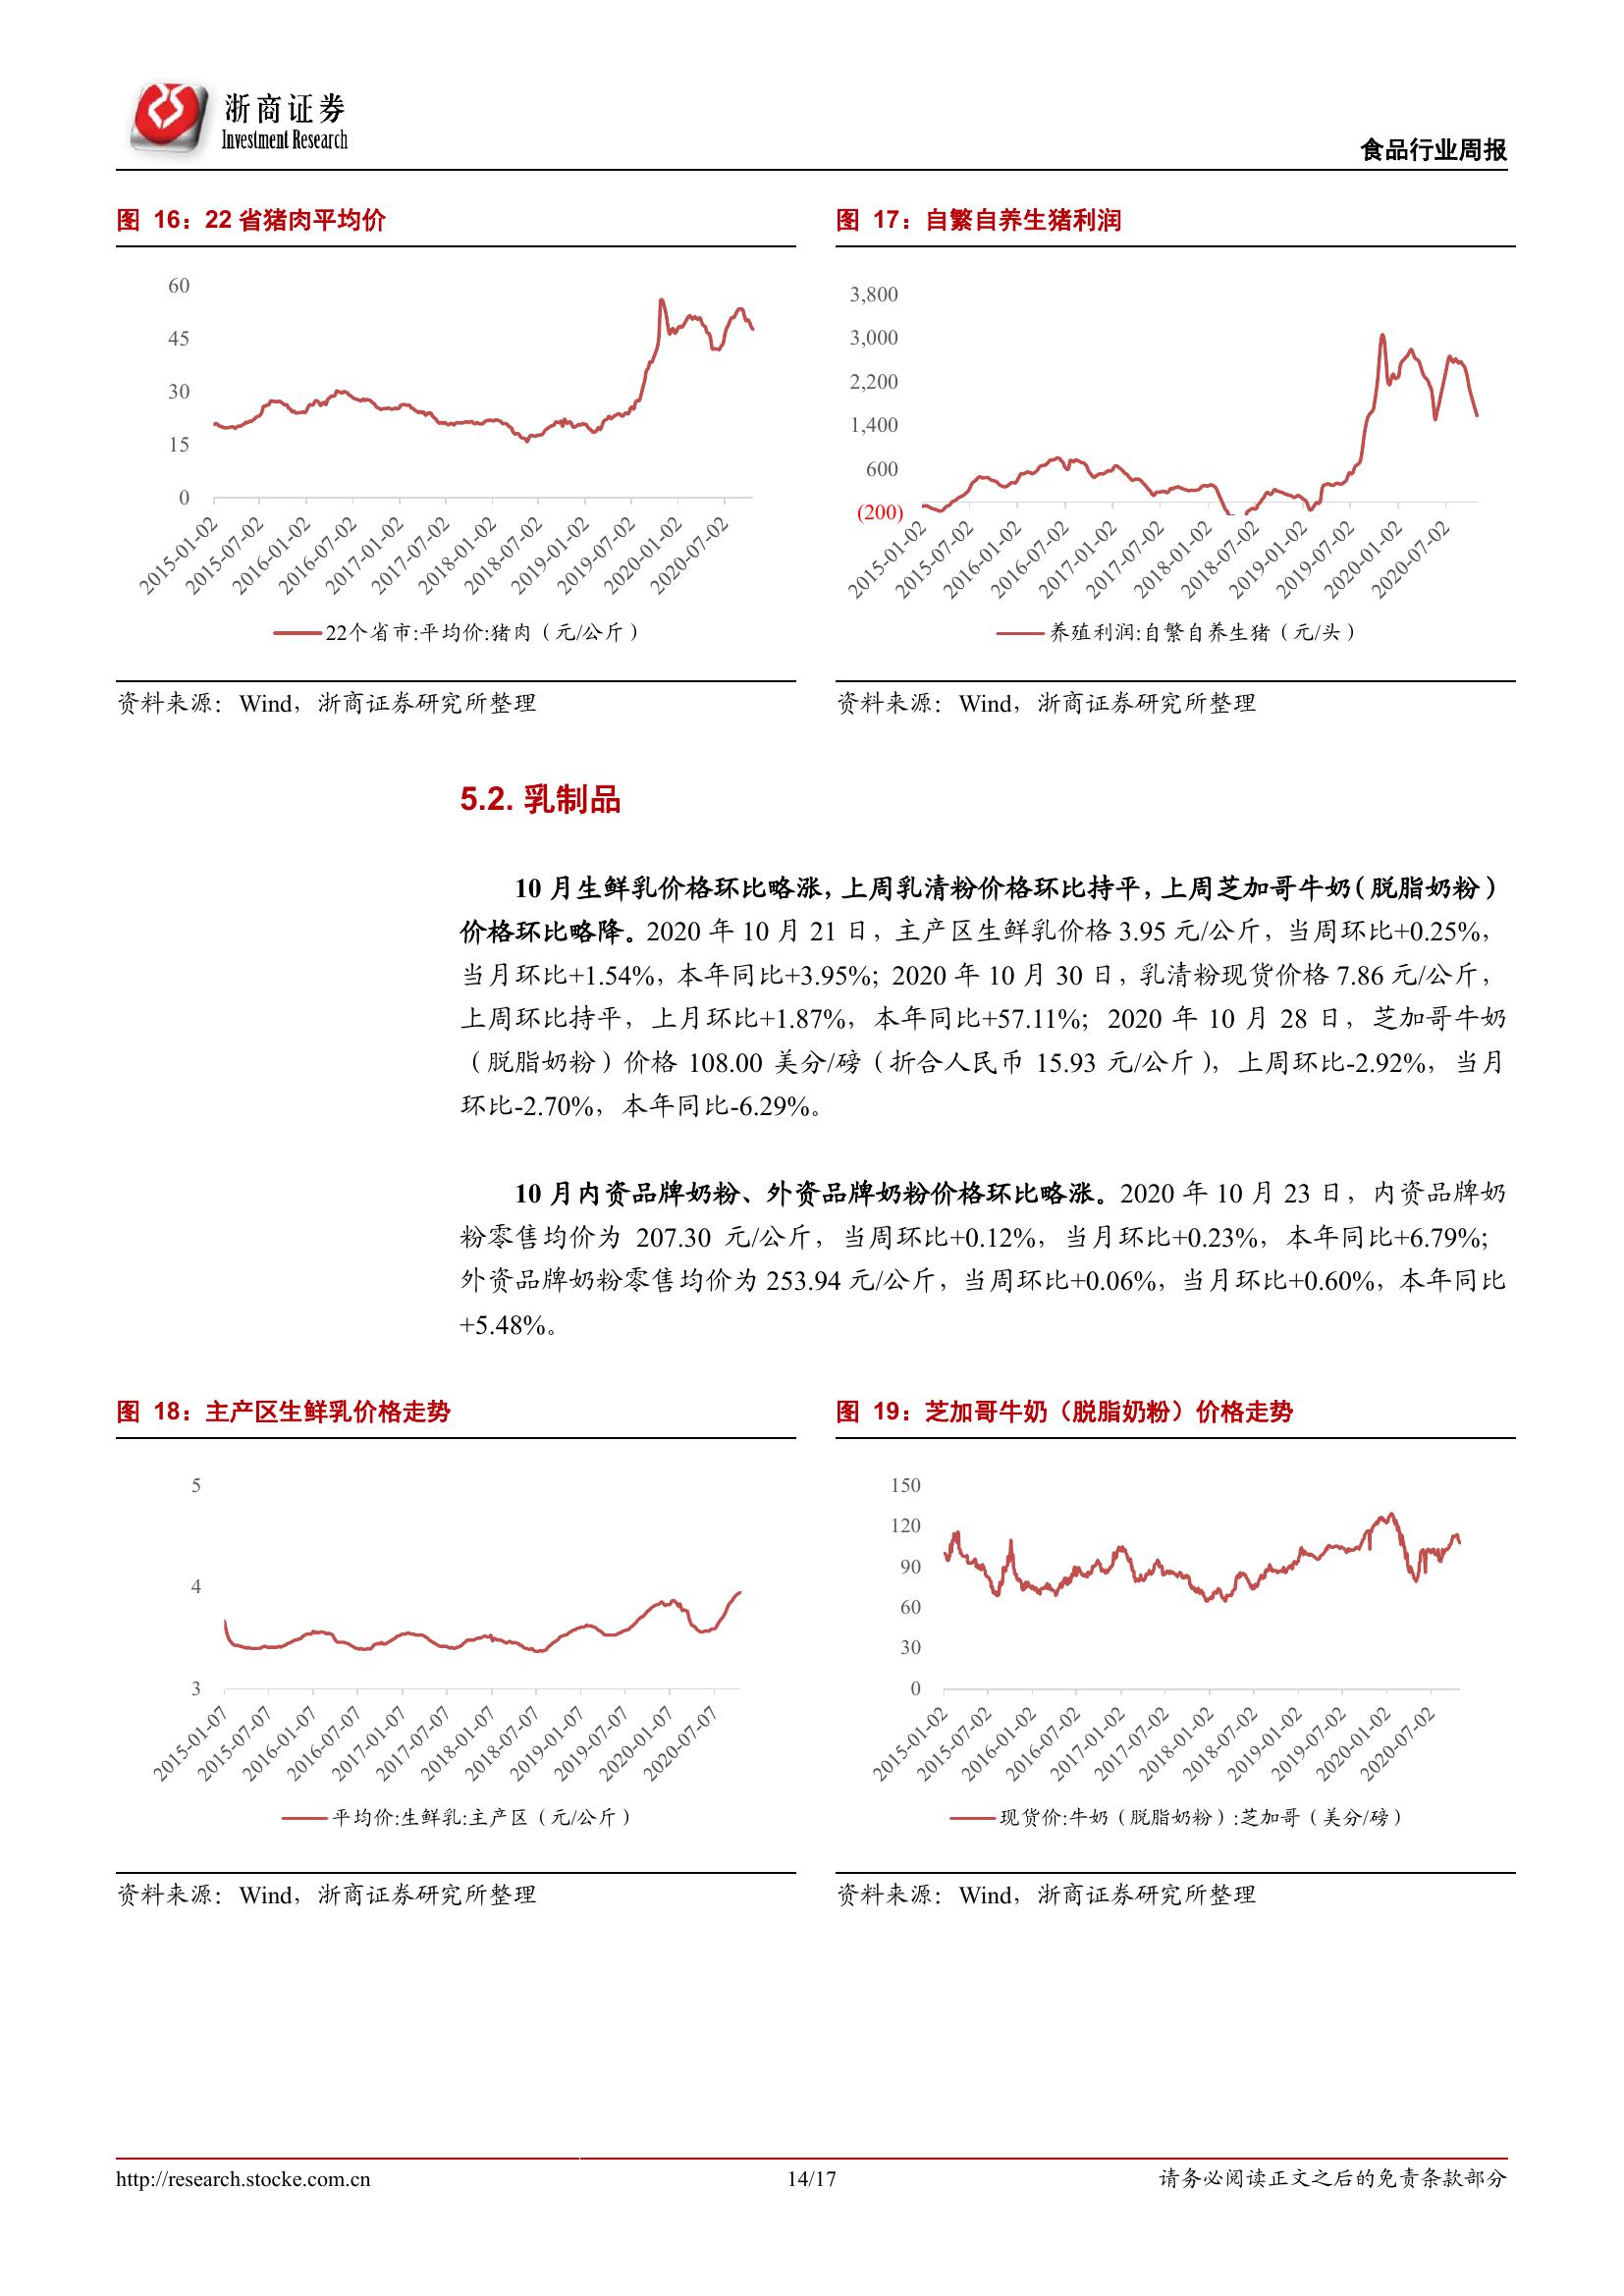 浙商证券
Investment Research
食品行业周报
图 16：22 省猪肉平均价
60
45
30
15
0
2015-01-02
2015-07-02
2016-01-02
2016-07-02
2017-01-02
2017-07-02
2018-01-02
2018-07-02
2019-01-02
2019-07-02
2020-01-02
2020-07-02
22个省市:平均价:猪肉（元/公斤）
资料来源：Wind，浙商证券研究所整理
图 17：自繁自养生猪利润
3,800
3,000
2,200
1,400
600
(200)
2015-01-02
2015-07-02
2016-01-02
2016-07-02
2017-01-02
2017-07-02
2018-01-02
2018-07-02
2019-01-02
2019-07-02
2020-01-02
2020-07-02
养殖利润:自繁自养生猪（元/头）
资料来源：Wind，浙商证券研究所整理
5.2. 乳制品
10 月生鲜乳价格环比略涨，上周乳清粉价格环比持平，上周芝加哥牛奶（脱脂奶粉）
价格环比略降。2020 年 10 月 21 日，主产区生鲜乳价格 3.95 元/公斤，当周环比+0.25%，
当月环比+1.54%，本年同比+3.95%；2020 年 10 月 30 日，乳清粉现货价格 7.86 元/公斤，
上周环比持平，上月环比+1.87%，本年同比+57.11%；2020 年 10 月 28 日，芝加哥牛奶
（脱脂奶粉）价格 108.00 美分/磅（折合人民币 15.93 元/公斤），上周环比-2.92%，当月
环比-2.70%，本年同比-6.29%。
10 月内资品牌奶粉、外资品牌奶粉价格环比略涨。2020 年 10 月 23 日，内资品牌奶
粉零售均价为 207.30 元/公斤，当周环比+0.12%，当月环比+0.23%，本年同比+6.79%；
外资品牌奶粉零售均价为 253.94 元/公斤，当周环比+0.06%，当月环比+0.60%，本年同比
+5.48%。
图 18：主产区生鲜乳价格走势
5
4
3
2015-01-07
2015-07-07
2016-01-07
2016-07-07
2017-01-07
2017-07-07
2018-01-07
2018-07-07
2019-01-07
2019-07-07
2020-01-07
2020-07-07
平均价:生鲜乳:主产区（元/公斤）
资料来源：Wind，浙商证券研究所整理
图 19：芝加哥牛奶（脱脂奶粉）价格走势
150
120
90
60
30
0
2015-01-02
2015-07-02
2016-01-02
2016-07-02
2017-01-02
2017-07-02
2018-01-02
2018-07-02
2019-01-02
2019-07-02
2020-01-02
2020-07-02
现货价:牛奶（脱脂奶粉）:芝加哥（美分/磅）
资料来源：Wind，浙商证券研究所整理
http://research.stocke.com.cn
14/17
请务必阅读正文之后的免责条款部分